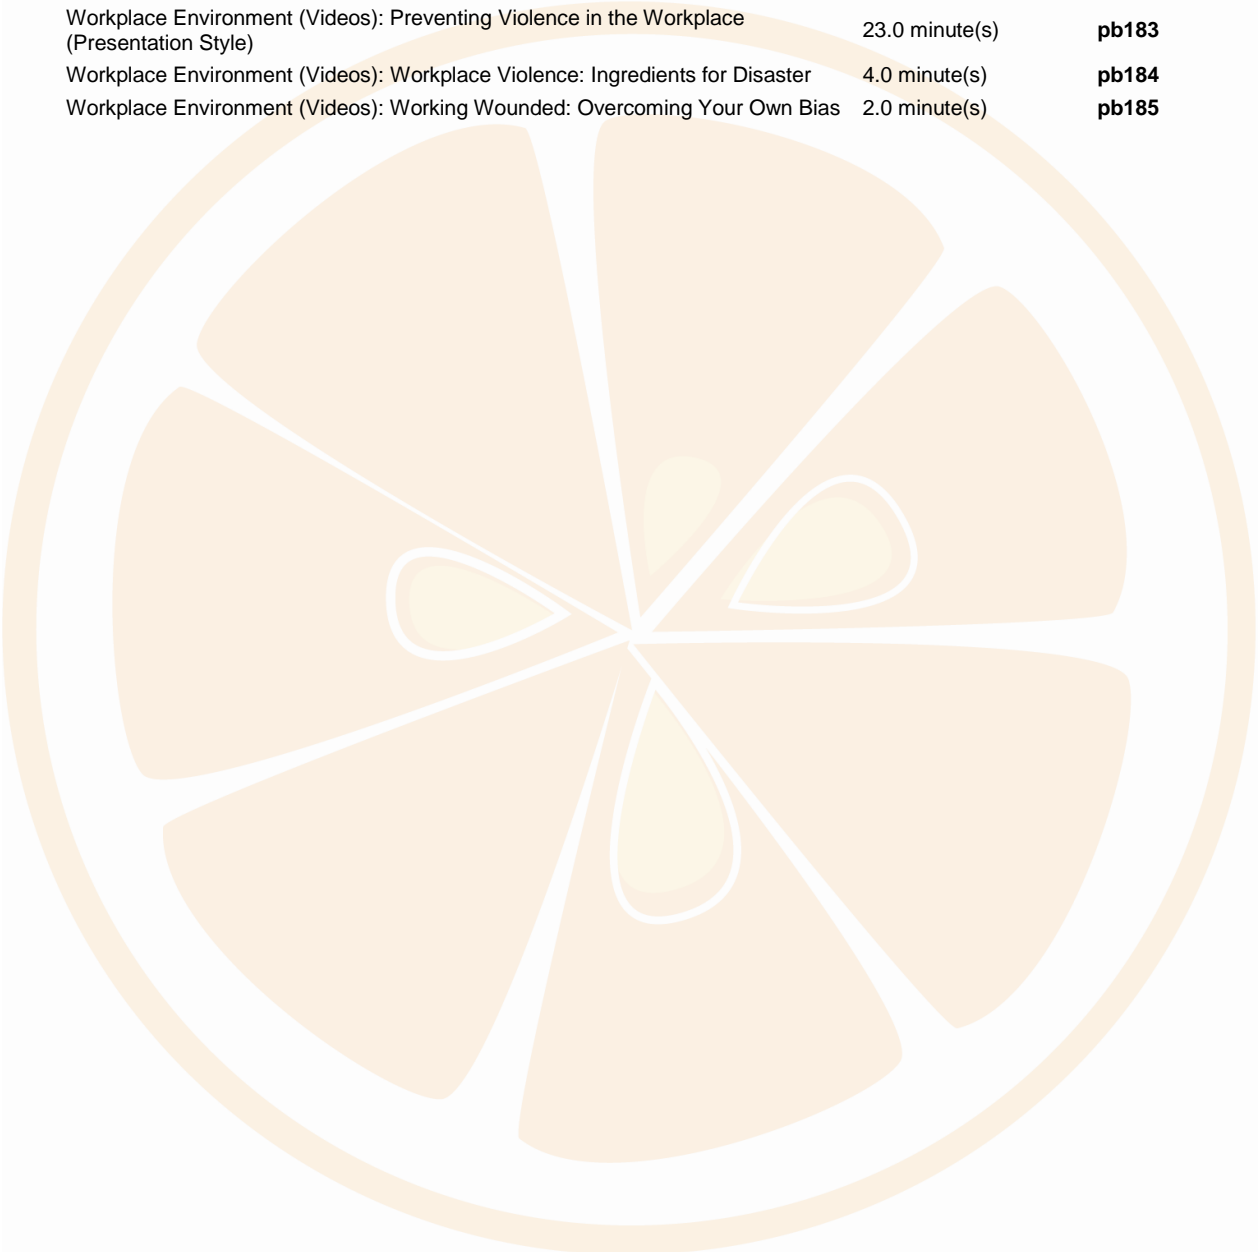 Workplace Environment (Videos): Preventing Violence in the Workplace
(Presentation Style) 23.0 minute(s) pb183
Workplace Environment (Videos): Workplace Violence: Ingredients for Disaster 4.0 minute(s) pb184
Workplace Environment (Videos): Working Wounded: Overcoming Your Own Bias 2.0 minute(s) pb185